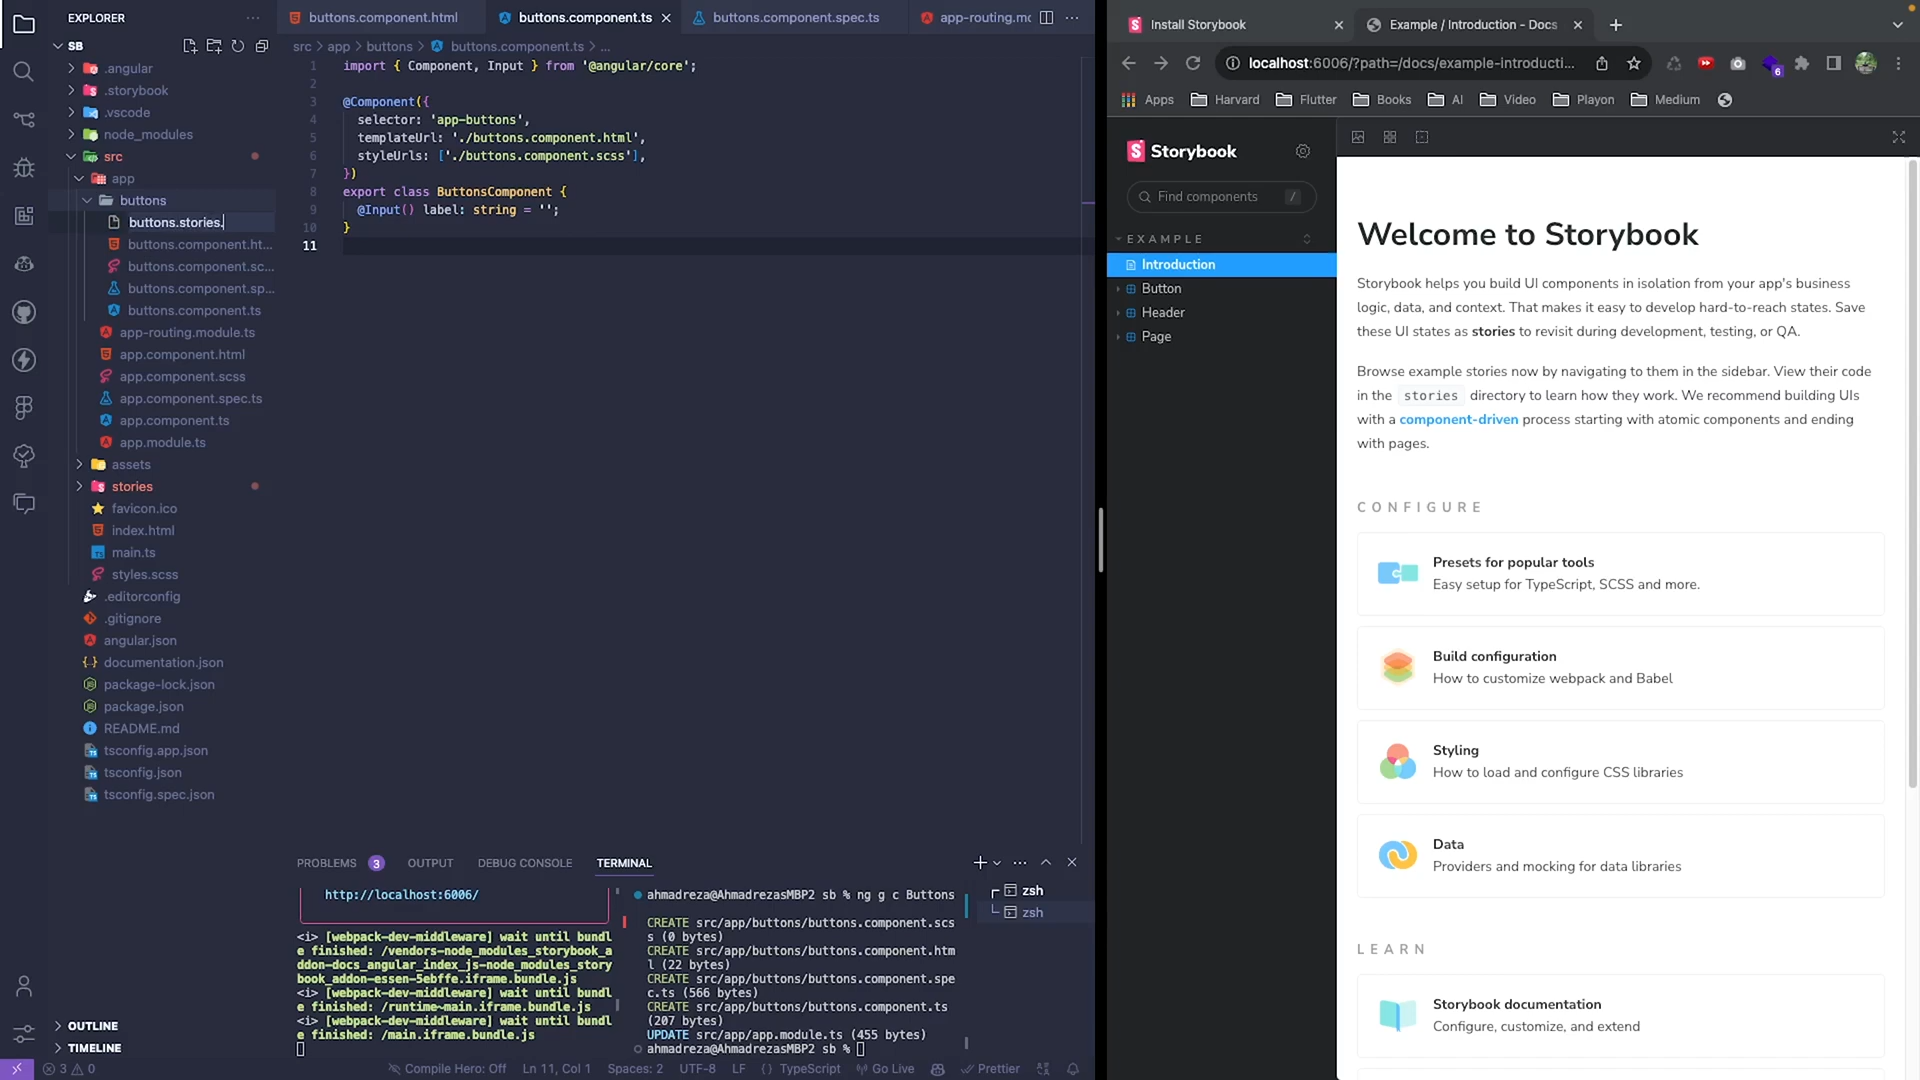 EXPLORER
SB
.angular
.storybook
.vscode
node_modules
src
app
buttons
buttons.stories.
buttons.component.ht...
buttons.component.sc...
buttons.component.sp...
buttons.component.ts
app-routing.module.ts
app.component.html
app.component.scss
app.component.spec.ts
app.component.ts
app.module.ts
assets
stories
favicon.ico
index.html
main.ts
styles.scss
.editorconfig
.gitignore
angular.json
documentation.json
package-lock.json
package.json
README.md
tsconfig.app.json
tsconfig.json
tsconfig.spec.json
OUTLINE
TIMELINE
buttons.component.html
buttons.component.ts
buttons.component.spec.ts
app-routing.mo
src > app > buttons > buttons.component.ts > ...
1 import { Component, Input } from '@angular/core';
2
3 @Component({
4 selector: 'app-buttons',
5 templateUrl: './buttons.component.html',
6 styleUrls: ['./buttons.component.scss'],
7 })
8 export class ButtonsComponent {
9 @Input() label: string = '';
10 }
11
PROBLEMS 3 OUTPUT DEBUG CONSOLE TERMINAL
http://localhost:6006/
<i> [webpack-dev-middleware] wait until bundl
e finished: /vendors-node_modules_storybook_a
ddon-docs_angular_index_js-node_modules_story
book_addon-essen-5ebffe.iframe.bundle.js
<i> [webpack-dev-middleware] wait until bundl
e finished: /runtime~main.iframe.bundle.js
<i> [webpack-dev-middleware] wait until bundl
e finished: /main.iframe.bundle.js
ahmadreza@AhmadrezasMBP2 sb % ng g c Buttons
CREATE src/app/buttons/buttons.component.scs
s (0 bytes)
CREATE src/app/buttons/buttons.component.htm
l (22 bytes)
CREATE src/app/buttons/buttons.component.spe
c.ts (566 bytes)
CREATE src/app/buttons/buttons.component.ts
(207 bytes)
UPDATE src/app/app.module.ts (455 bytes)
ahmadreza@AhmadrezasMBP2 sb %
zsh
zsh
3 0 Compile Hero: Off Ln 11, Col 1 Spaces: 2 UTF-8 LF {} TypeScript Go Live Prettier
Install Storybook
Example / Introduction - Docs
localhost:6006/?path=/docs/example-introducti...
6
Apps Harvard Flutter Books AI Video Playon Medium
Storybook
Find components /
EXAMPLE
Introduction
Button
Header
Page
Welcome to Storybook
Storybook helps you build UI components in isolation from your app's business
logic, data, and context. That makes it easy to develop hard-to-reach states. Save
these UI states as stories to revisit during development, testing, or QA.
Browse example stories now by navigating to them in the sidebar. View their code
in the stories directory to learn how they work. We recommend building UIs
with a component-driven process starting with atomic components and ending
with pages.
CONFIGURE
Presets for popular tools
Easy setup for TypeScript, SCSS and more.
Build configuration
How to customize webpack and Babel
Styling
How to load and configure CSS libraries
Data
Providers and mocking for data libraries
LEARN
Storybook documentation
Configure, customize, and extend